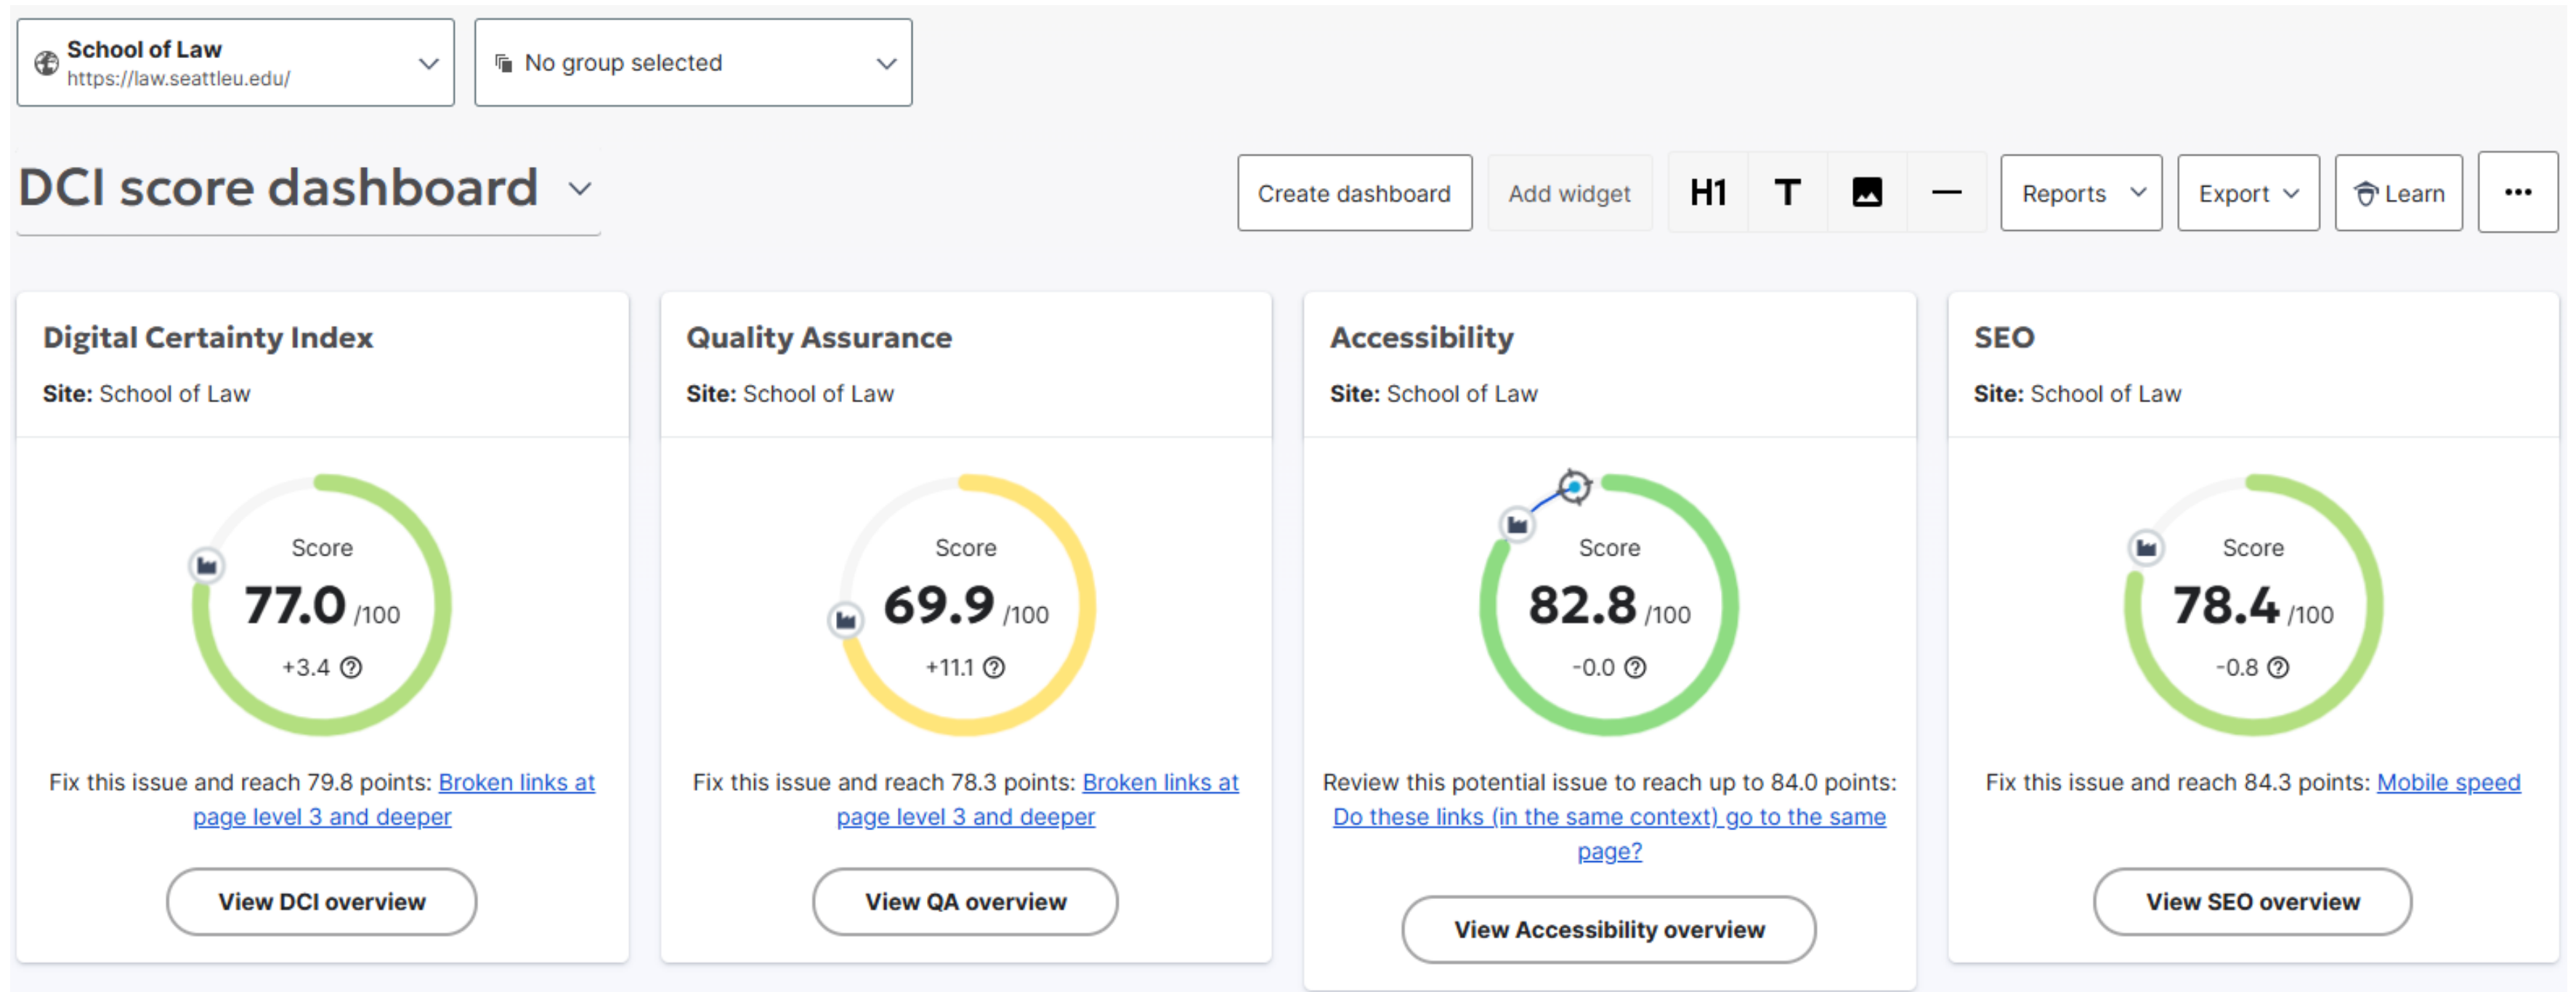 School of Law
https://law.seattleu.edu/
No group selected
DCI score dashboard
Create dashboard
Add widget
H1
T
Reports
Export
Learn
Digital Certainty Index
Site: School of Law
Score
77.0 /100
+3.4
Fix this issue and reach 79.8 points: Broken links at
page level 3 and deeper
View DCI overview
Quality Assurance
Site: School of Law
Score
69.9 /100
+11.1
Fix this issue and reach 78.3 points: Broken links at
page level 3 and deeper
View QA overview
Accessibility
Site: School of Law
Score
82.8 /100
-0.0
Review this potential issue to reach up to 84.0 points:
Do these links (in the same context) go to the same
page?
View Accessibility overview
SEO
Site: School of Law
Score
78.4 /100
-0.8
Fix this issue and reach 84.3 points: Mobile speed
View SEO overview